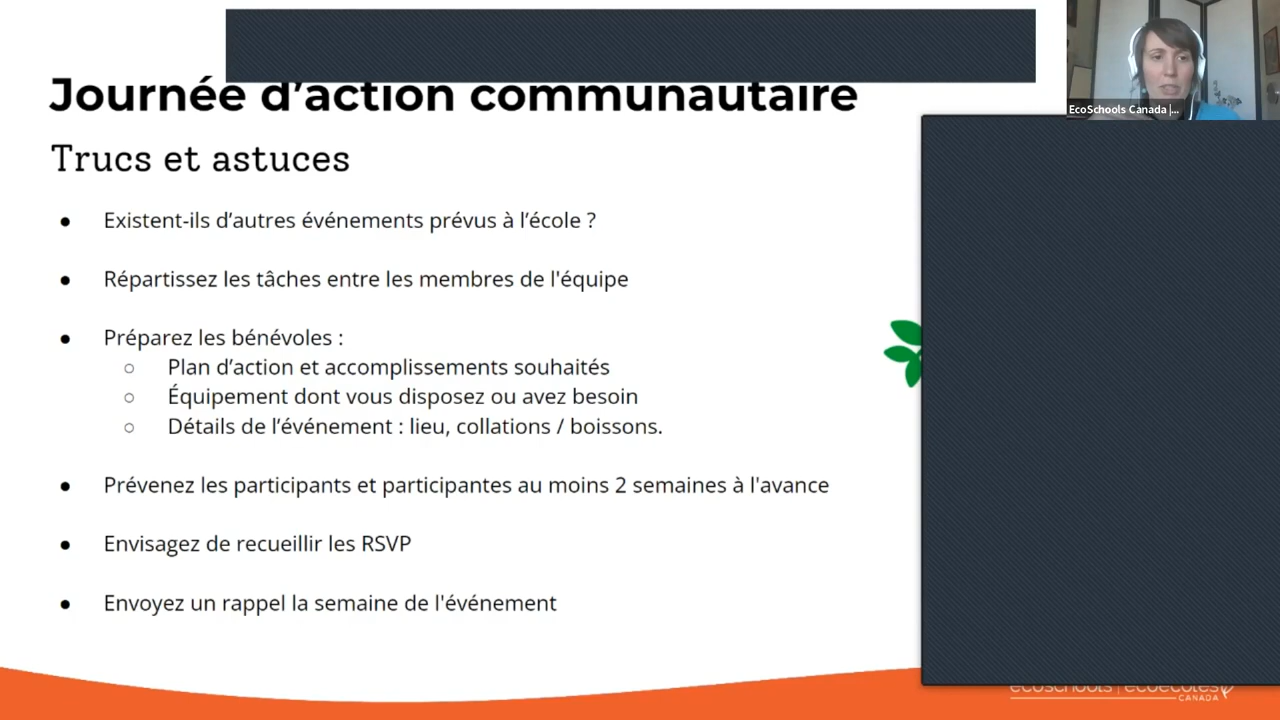 Journée d'action communautaire
EcoSchools Canada |...
Trucs et astuces
● Existent-ils d’autres événements prévus à l’école ?
● Répartissez les tâches entre les membres de l'équipe
● Préparez les bénévoles :
○ Plan d’action et accomplissements souhaités
○ Équipement dont vous disposez ou avez besoin
○ Détails de l’événement : lieu, collations / boissons.
● Prévenez les participants et participantes au moins 2 semaines à l'avance
● Envisagez de recueillir les RSVP
● Envoyez un rappel la semaine de l'événement
ecoschools | écoécoles
CANADA